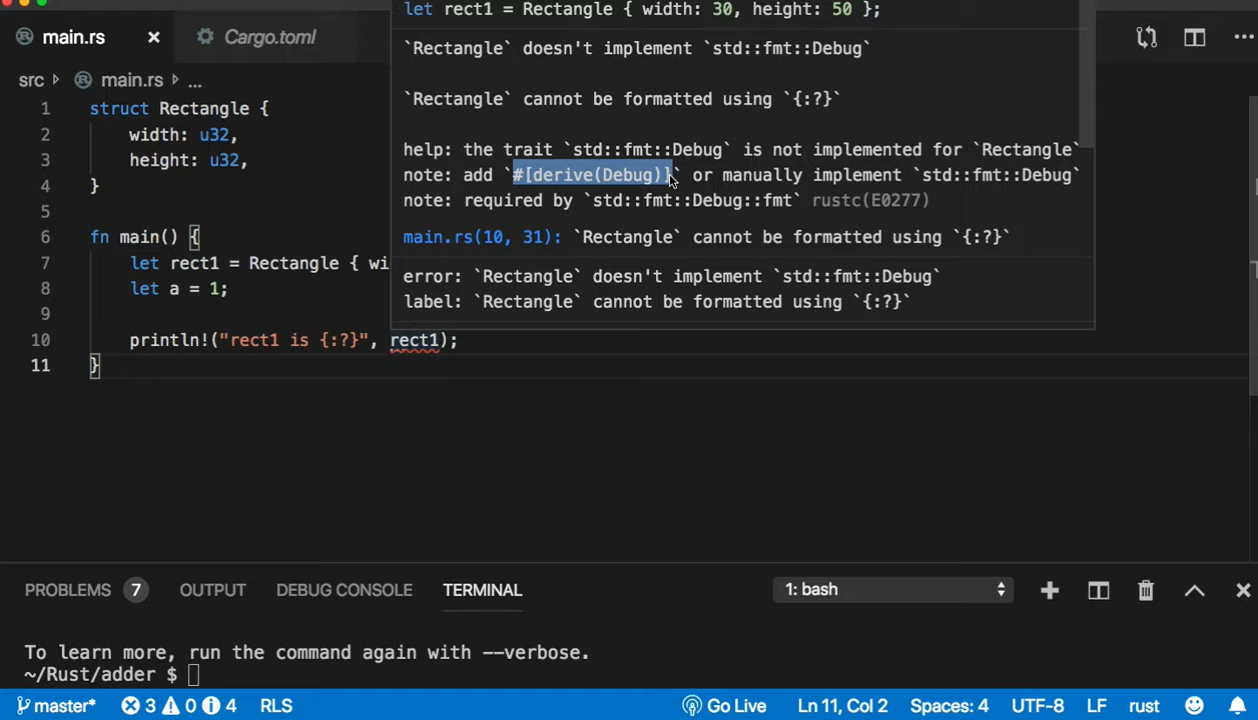 main.rs × Cargo.toml ...
src main.rs ...
1 struct Rectangle {
2 width: u32,
3 height: u32,
4 }
5
6 fn main() {
7 let rect1 = Rectangle { wi
8 let a = 1;
9
10 println!("rect1 is {:?}", rect1);
11 }
let rect1 = Rectangle { width: 30, height: 50 };
`Rectangle` doesn't implement `std::fmt::Debug`
`Rectangle` cannot be formatted using `{:?}`
help: the trait `std::fmt::Debug` is not implemented for `Rectangle`
note: add `#[derive(Debug)]` or manually implement `std::fmt::Debug`
note: required by `std::fmt::Debug::fmt` rustc(E0277)
main.rs(10, 31): `Rectangle` cannot be formatted using `{:?}`
error: `Rectangle` doesn't implement `std::fmt::Debug`
label: `Rectangle` cannot be formatted using `{:?}`
PROBLEMS 7 OUTPUT DEBUG CONSOLE TERMINAL 1: bash
To learn more, run the command again with --verbose.
~/Rust/adder $
master* 3 0 4 RLS Go Live Ln 11, Col 2 Spaces: 4 UTF-8 LF rust